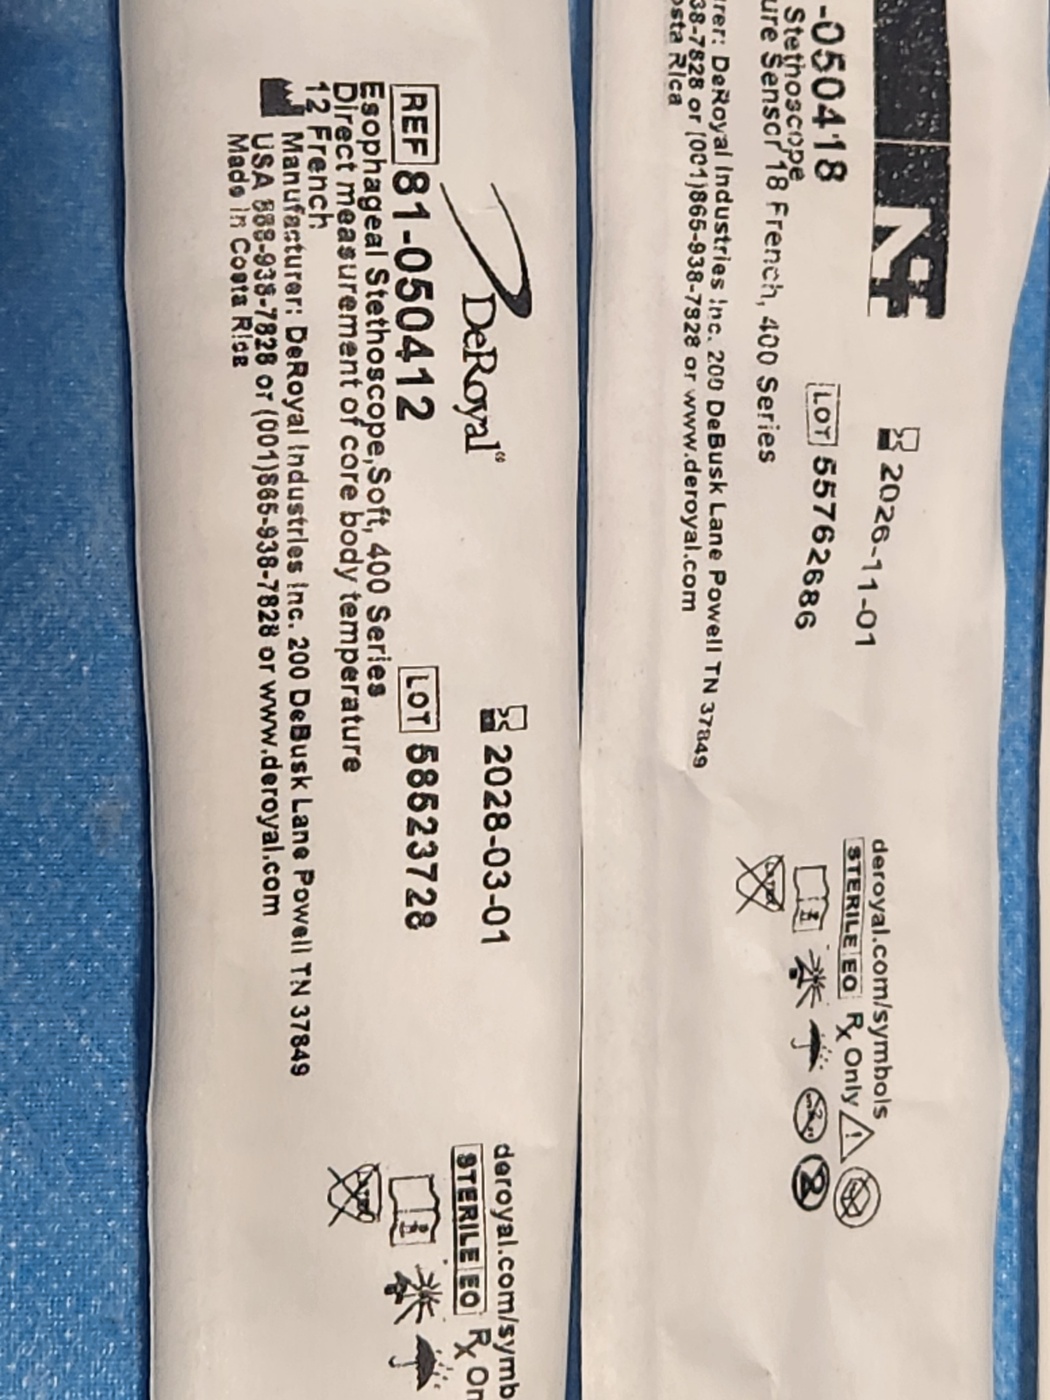 -050418
Stethoscope
ure Sensor 18 French, 400 Series
LOT 55762686
2026-11-01
rer: DeRoyal Industries Inc. 200 DeBusk Lane Powell TN 37849
38-7828 or (001)865-938-7828 or www.deroyal.com
osta Rica
deroyal.com/symbols
STERILE EO Rx Only
DeRoyal®
REF 81-050412
LOT 58523728
2028-03-01
Esophageal Stethoscope,Soft, 400 Series
Direct measurement of core body temperature
12 French
Manufacturer: DeRoyal Industries Inc. 200 DeBusk Lane Powell TN 37849
USA 888-938-7828 or (001)865-938-7828 or www.deroyal.com
Made in Costa Rica
deroyal.com/symb
STERILE EO Rx On